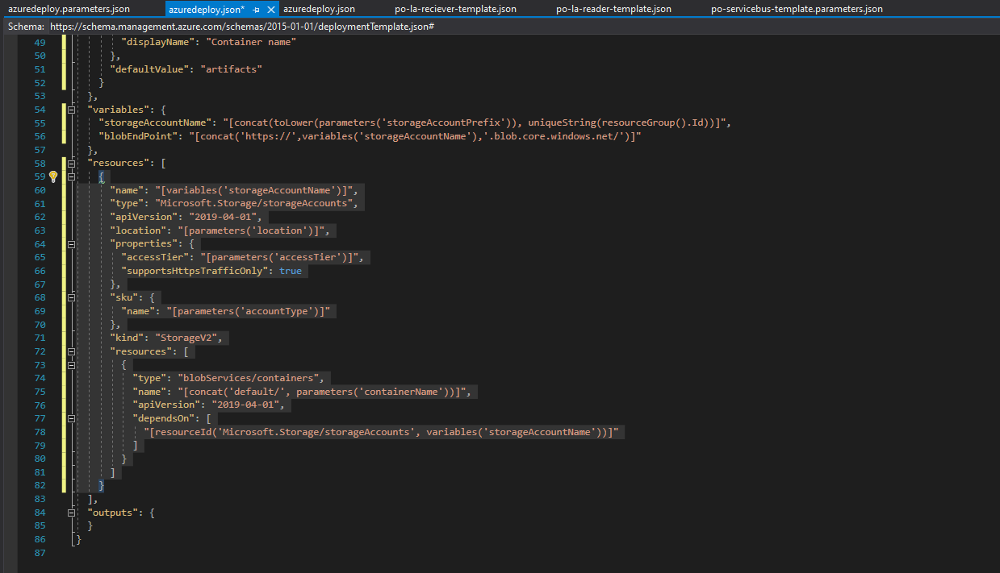 azuredeploy.parameters.json azuredeploy.json* azuredeploy.json po-la-reciever-template.json po-la-reader-template.json po-servicebus-template.parameters.json
Schema: https://schema.management.azure.com/schemas/2015-01-01/deploymentTemplate.json#
49 "displayName": "Container name"
50 },
51 "defaultValue": "artifacts"
52 }
53 },
54 "variables": {
55 "storageAccountName": "[concat(toLower(parameters('storageAccountPrefix')), uniqueString(resourceGroup().Id))]",
56 "blobEndPoint": "[concat('https://',variables('storageAccountName'),'.blob.core.windows.net/')]"
57 },
58 "resources": [
59 {
60 "name": "[variables('storageAccountName')]",
61 "type": "Microsoft.Storage/storageAccounts",
62 "apiVersion": "2019-04-01",
63 "location": "[parameters('location')]",
64 "properties": {
65 "accessTier": "[parameters('accessTier')]",
66 "supportsHttpsTrafficOnly": true
67 },
68 "sku": {
69 "name": "[parameters('accountType')]"
70 },
71 "kind": "StorageV2",
72 "resources": [
73 {
74 "type": "blobServices/containers",
75 "name": "[concat('default/', parameters('containerName'))]",
76 "apiVersion": "2019-04-01",
77 "dependsOn": [
78 "[resourceId('Microsoft.Storage/storageAccounts', variables('storageAccountName'))]"
79 ]
80 }
81 ]
82 }
83 ],
84 "outputs": {
85 }
86 }
87